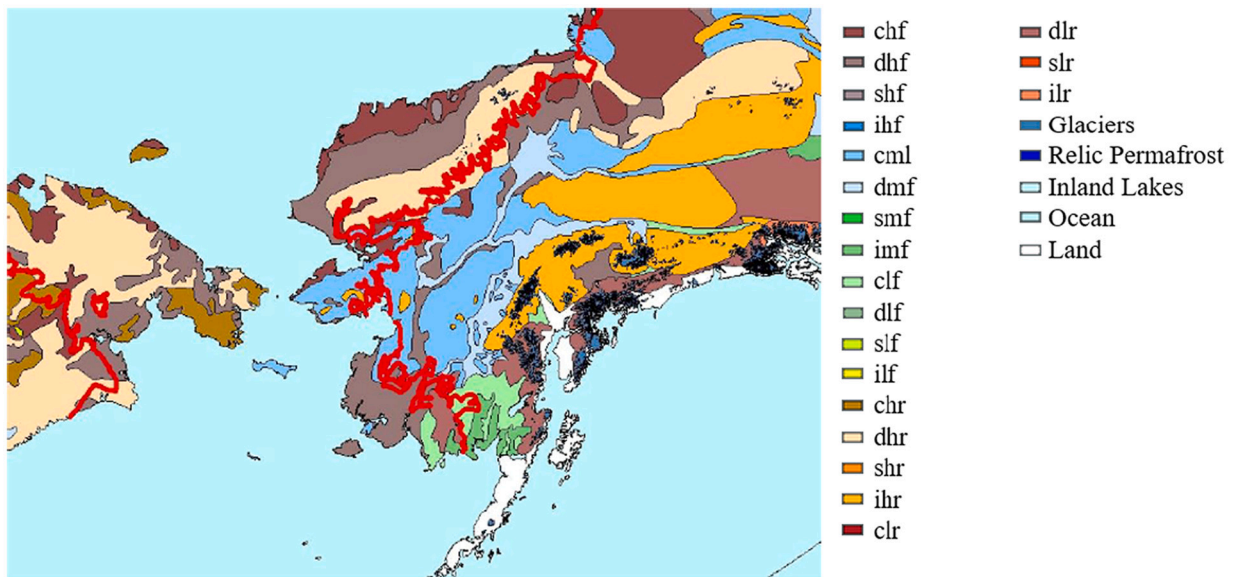 chf
dhf
shf
ihf
cml
dmf
smf
imf
clf
dlf
slf
ilf
chr
dhr
shr
ihr
clr
dlr
slr
ilr
Glaciers
Relic Permafrost
Inland Lakes
Ocean
Land